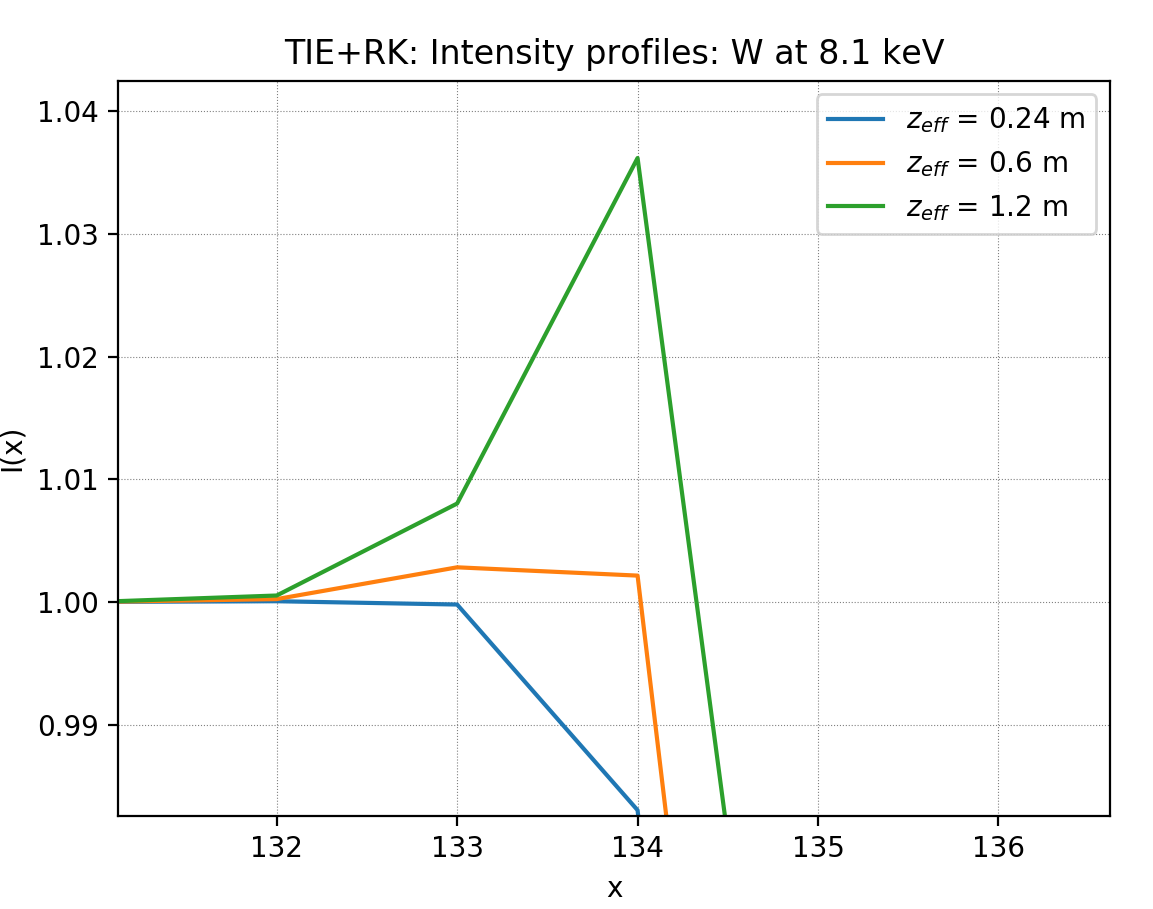 TIE+RK: Intensity profiles: W at 8.1 keV
1.04
1.03
1.02
1.01
1.00
0.99
I(x)
z_eff = 0.24 m
z_eff = 0.6 m
z_eff = 1.2 m
132 133 134 135 136
x